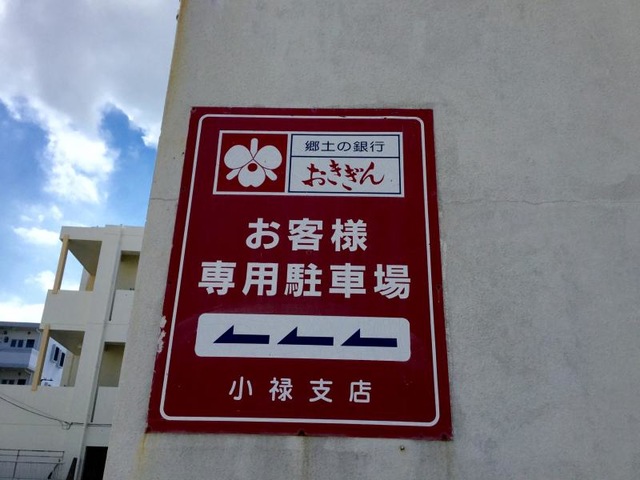 郷土の銀行
おきぎん
お客様
専用駐車場
小禄支店